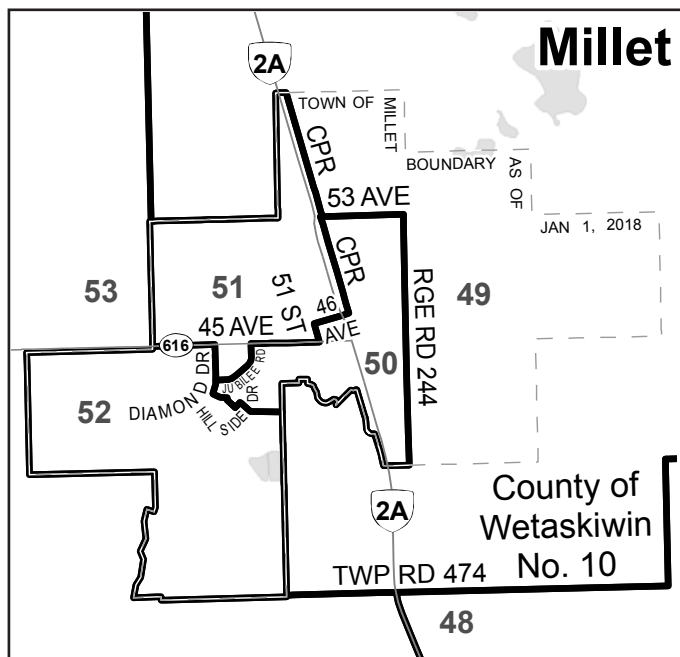 Millet
2A
TOWN OF
MILLET
CPR
BOUNDARY
AS OF
53 AVE
JAN 1, 2018
CPR
53
51
51 ST
RGE RD 244
49
46
AVE
45 AVE
616
50
JUBILEE RD
DIAMOND DR
52
HILLSIDE DR
County of
Wetaskiwin
No. 10
2A
TWP RD 474
48